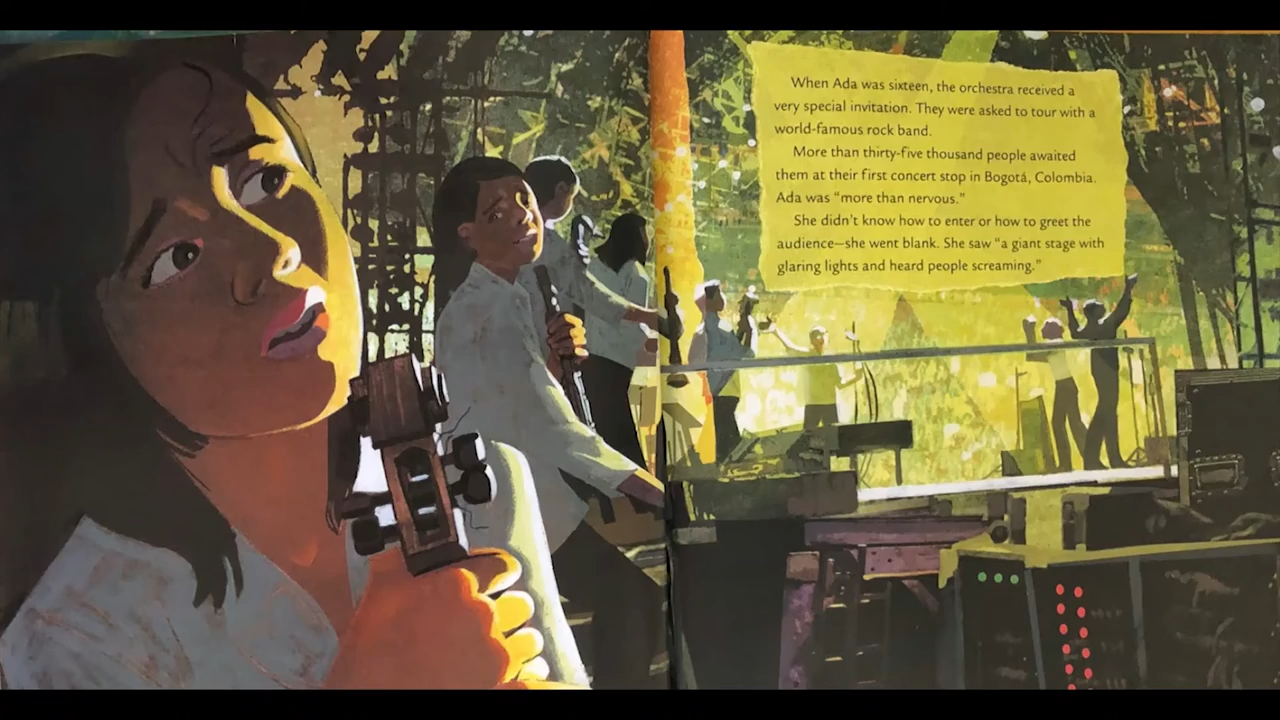 When Ada was sixteen, the orchestra received a
very special invitation. They were asked to tour with a
world-famous rock band.
More than thirty-five thousand people awaited
them at their first concert stop in Bogotá, Colombia.
Ada was “more than nervous.”
She didn’t know how to enter or how to greet the
audience—she went blank. She saw “a giant stage with
glaring lights and heard people screaming.”